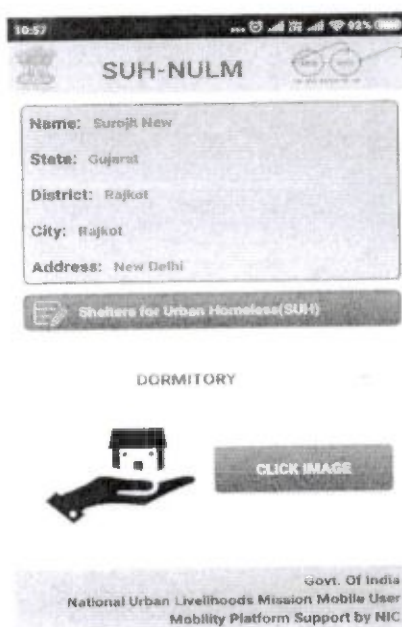 10:57
92%
SUH-NULM
Name: Surojit New
State: Gujarat
District: Rajkot
City: Rajkot
Address: New Delhi
Shelters for Urban Homeless(SUH)
DORMITORY
CLICK IMAGE
Govt. Of India
National Urban Livelihoods Mission Mobile User
Mobility Platform Support by NIC